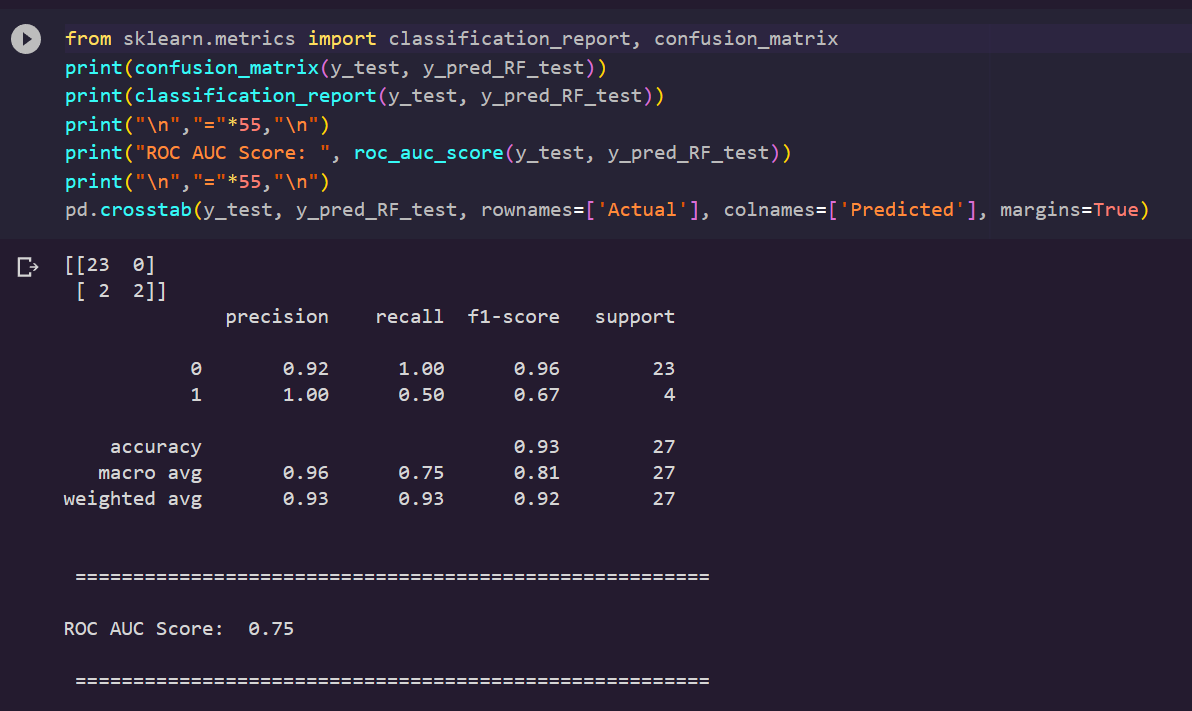 from sklearn.metrics import classification_report, confusion_matrix
print(confusion_matrix(y_test, y_pred_RF_test))
print(classification_report(y_test, y_pred_RF_test))
print("\n","="*55,"\n")
print("ROC AUC Score: ", roc_auc_score(y_test, y_pred_RF_test))
print("\n","="*55,"\n")
pd.crosstab(y_test, y_pred_RF_test, rownames=['Actual'], colnames=['Predicted'], margins=True)
[[23  0]
 [ 2  2]]
              precision    recall  f1-score   support
           0       0.92      1.00      0.96        23
           1       1.00      0.50      0.67         4
    accuracy                           0.93        27
   macro avg       0.96      0.75      0.81        27
weighted avg       0.93      0.93      0.92        27
 =======================================================
ROC AUC Score:  0.75
 =======================================================